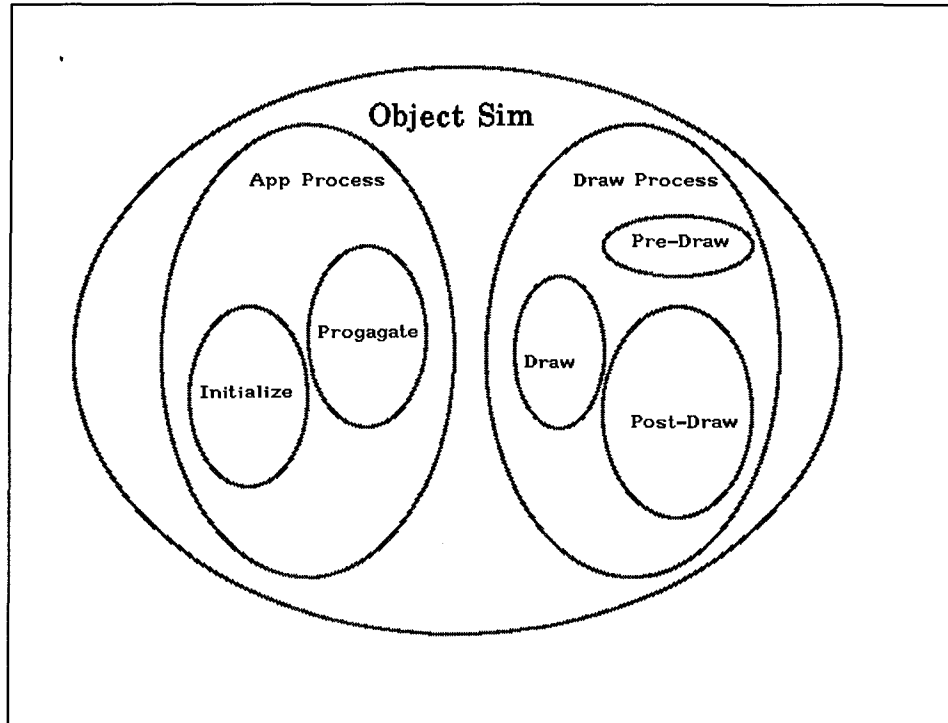 Object Sim
App Process
Progagate
Initialize
Draw Process
Pre-Draw
Draw
Post-Draw